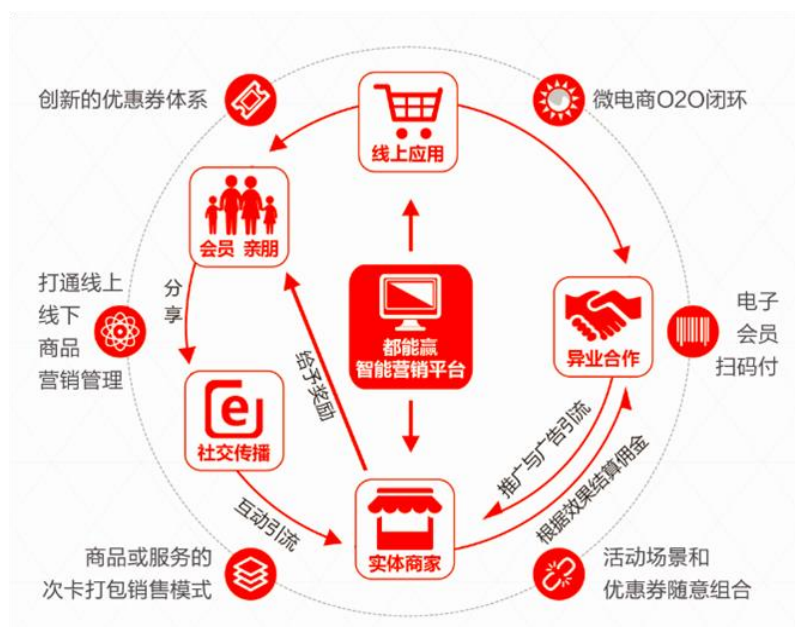 创新的优惠券体系
微电商O2O闭环
线上应用
会员 亲朋
打通线上
线下
商品
营销管理
分享
都能赢
智能营销平台
异业合作
电子
会员
扫码付
给予奖励
e
社交传播
推广与广告引流
根据效果结算佣金
互动引流
实体商家
商品或服务的
次卡打包销售模式
活动场景和
优惠券随意组合